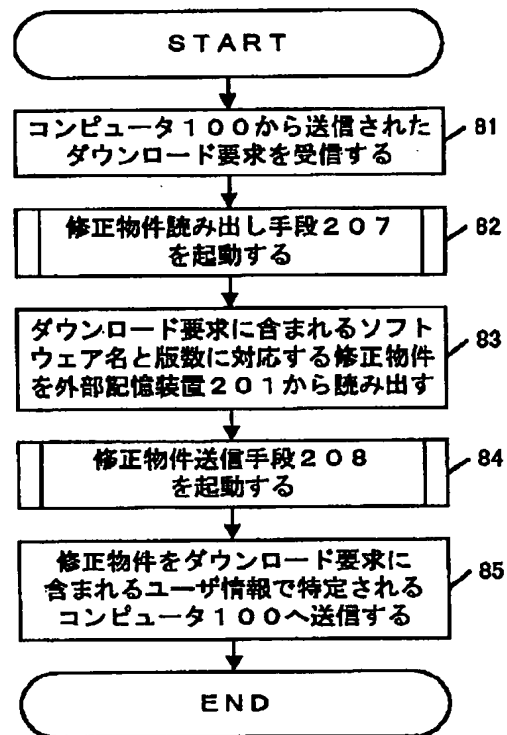 START
コンピュータ100から送信された
ダウンロード要求を受信する
81
修正物件読み出し手段207
を起動する
82
ダウンロード要求に含まれるソフト
ウェア名と版数に対応する修正物件
を外部記憶装置201から読み出す
83
修正物件送信手段208
を起動する
84
修正物件をダウンロード要求に
含まれるユーザ情報で特定される
コンピュータ100へ送信する
85
END